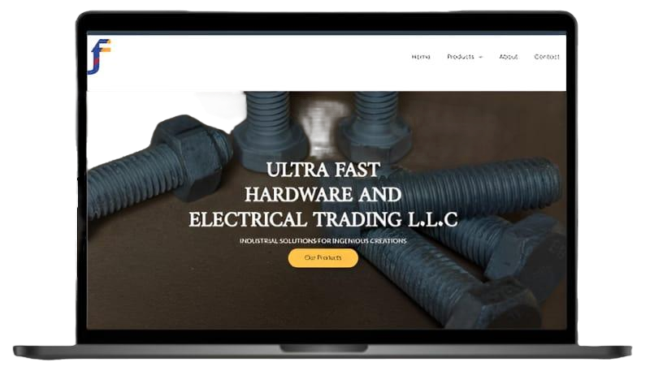 Home Products About Contact
ULTRA FAST
HARDWARE AND
ELECTRICAL TRADING L.L.C
INDUSTRIAL SOLUTIONS FOR INGENIOUS CREATIONS
Our Products